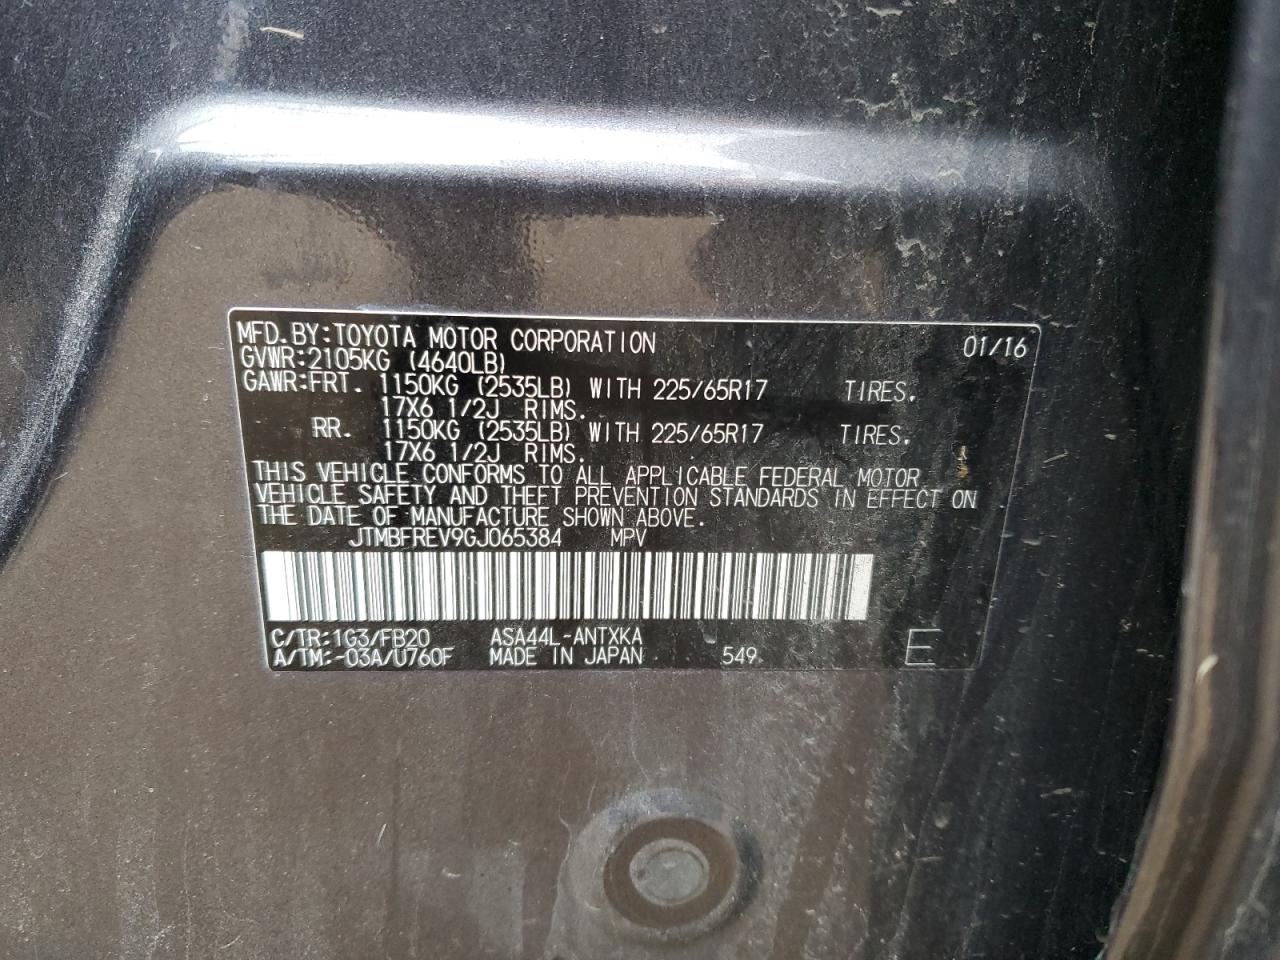 MFD. BY: TOYOTA MOTOR CORPORATION 01/16
GVWR: 2105KG (4640LB)
GAWR: FRT. 1150KG (2535LB) WITH 225/65R17 TIRES.
17X6 1/2J RIMS.
RR. 1150KG (2535LB) WITH 225/65R17 TIRES.
17X6 1/2J RIMS.
THIS VEHICLE CONFORMS TO ALL APPLICABLE FEDERAL MOTOR
VEHICLE SAFETY AND THEFT PREVENTION STANDARDS IN EFFECT ON
THE DATE OF MANUFACTURE SHOWN ABOVE.
JTMBFREV9GJ065384 MPV
C/TR: 1G3/FB20 ASA44L-ANTXKA
A/TM: -03A/U760F MADE IN JAPAN 549 E